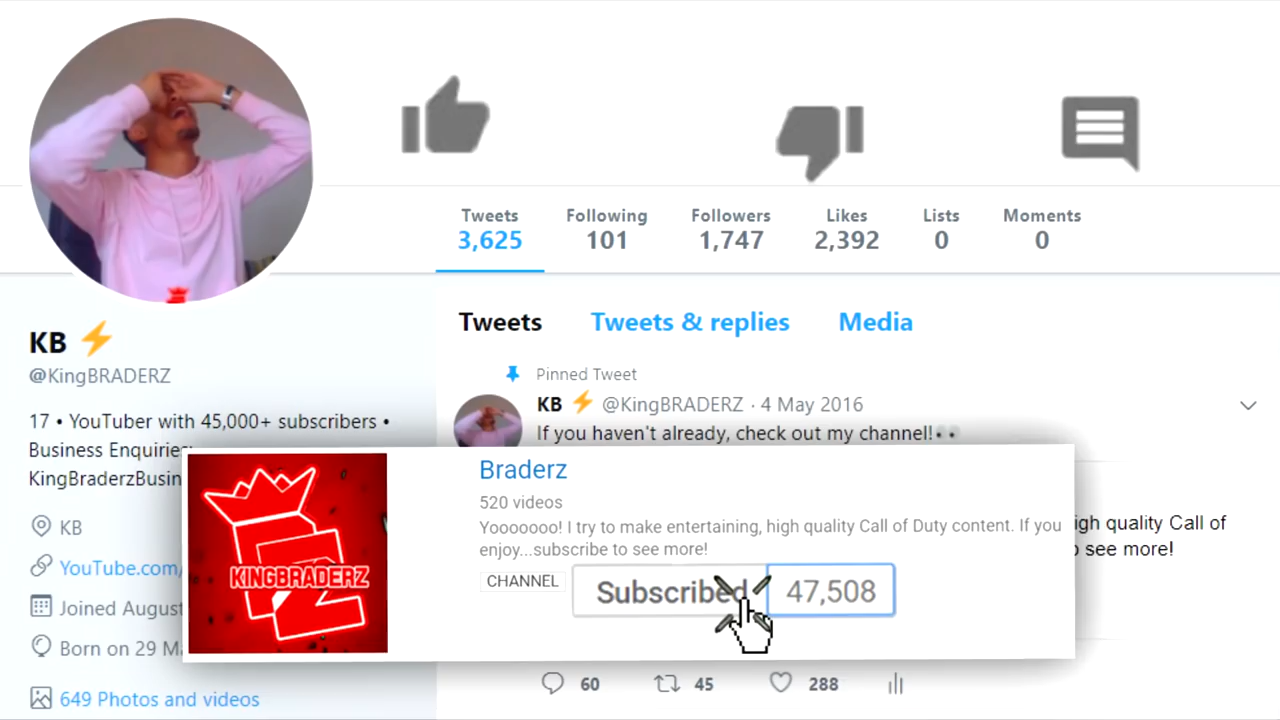 Tweets Following Followers Likes Lists Moments
3,625 101 1,747 2,392 0 0
Tweets Tweets & replies Media
KB
@KingBRADERZ
17 • YouTuber with 45,000+ subscribers •
Business Enquiries
KingBraderzBusin
KB
YouTube.com/
Joined August
Born on 29
649 Photos and videos
Pinned Tweet
KB @KingBRADERZ · 4 May 2016
If you haven't already, check out my channel!
KINGBRADERZ
Braderz
520 videos
Yooooooo! I try to make entertaining, high quality Call of Duty content. If you
enjoy...subscribe to see more!
CHANNEL Subscribed 47,508
igh quality Call of
see more!
60 45 288